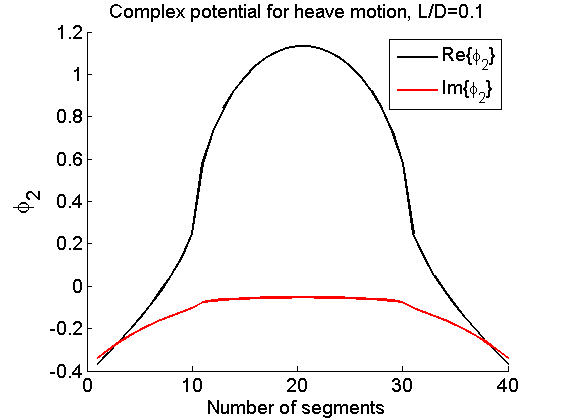 Complex potential for heave motion, L/D=0.1
1.2
1
0.8
0.6
0.4
0.2
0
-0.2
-0.4
ϕ2
Re{ϕ2}
Im{ϕ2}
0 10 20 30 40
Number of segments